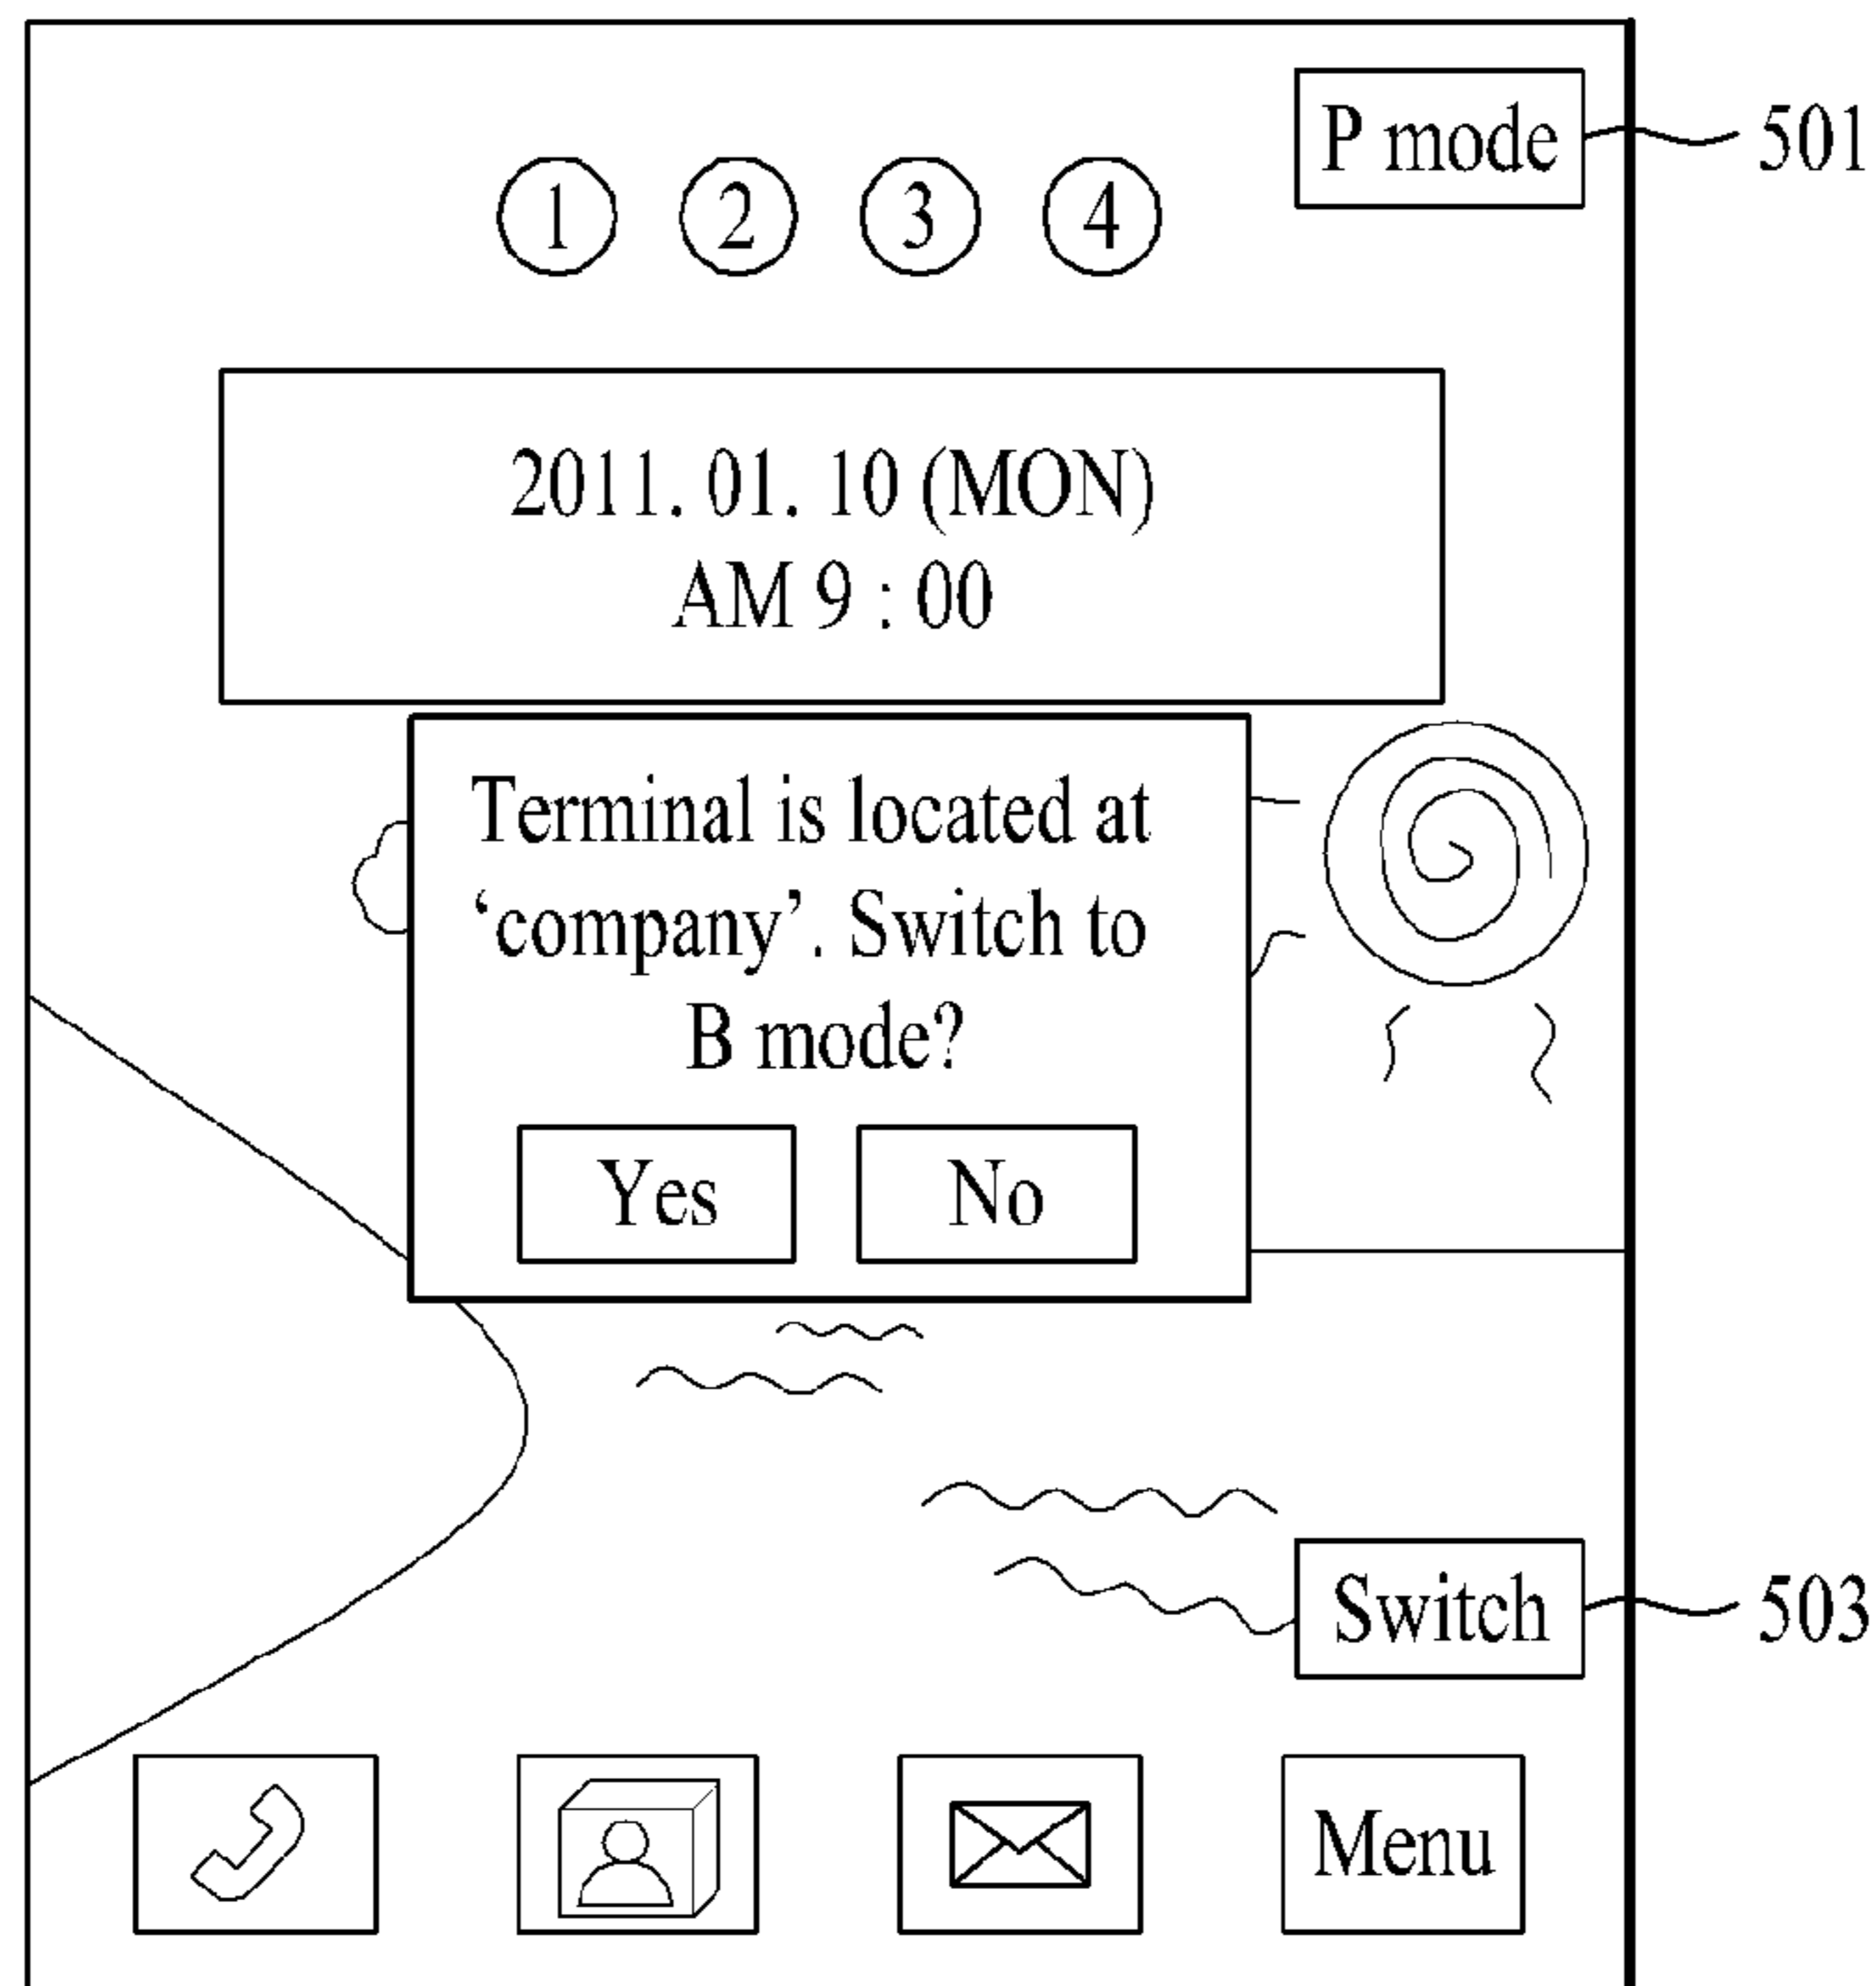 P mode
501
1 2 3 4
2011. 01. 10 (MON)
AM 9 : 00
Terminal is located at
‘company’. Switch to
B mode?
Yes No
Switch
503
Menu